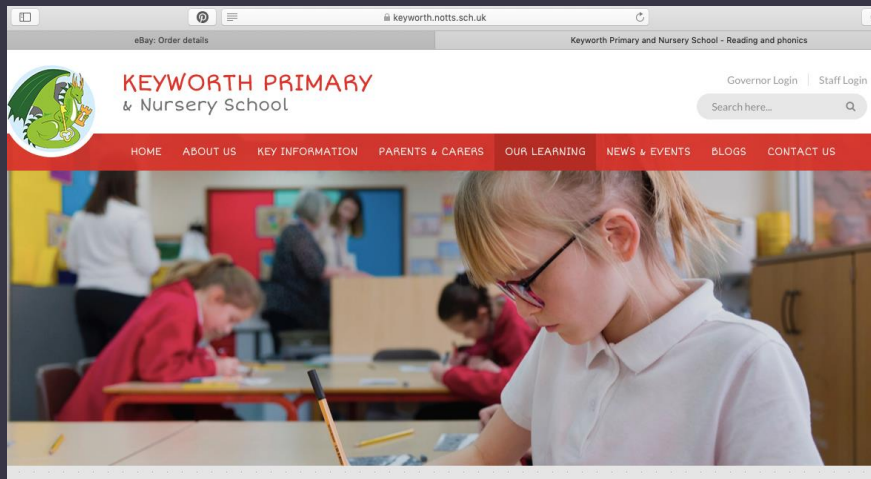 keyworth.notts.sch.uk
eBay: Order details
Keyworth Primary and Nursery School - Reading and phonics
KEYWORTH PRIMARY
& Nursery School
Governor Login | Staff Login
Search here...
HOME ABOUT US KEY INFORMATION PARENTS & CARERS OUR LEARNING NEWS & EVENTS BLOGS CONTACT US